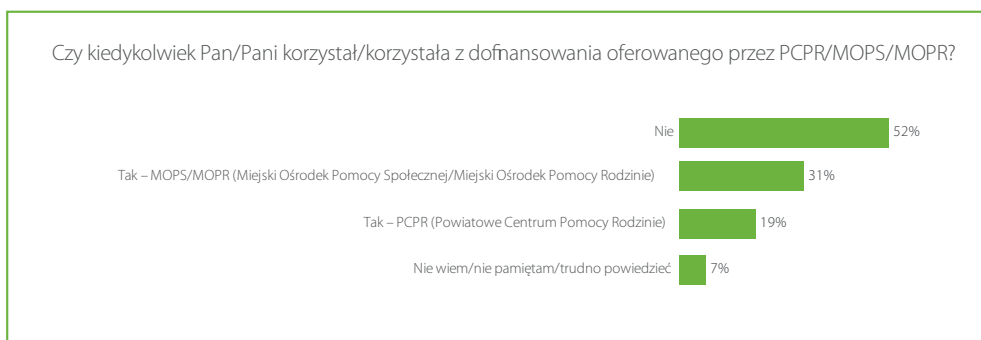 Czy kiedykolwiek Pan/Pani korzystał/korzystała z dofinansowania oferowanego przez PCPR/MOPS/MOPR?
Nie 52%
Tak – MOPS/MOPR (Miejski Ośrodek Pomocy Społecznej/Miejski Ośrodek Pomocy Rodzinie) 31%
Tak – PCPR (Powiatowe Centrum Pomocy Rodzinie) 19%
Nie wiem/nie pamiętam/trudno powiedzieć 7%